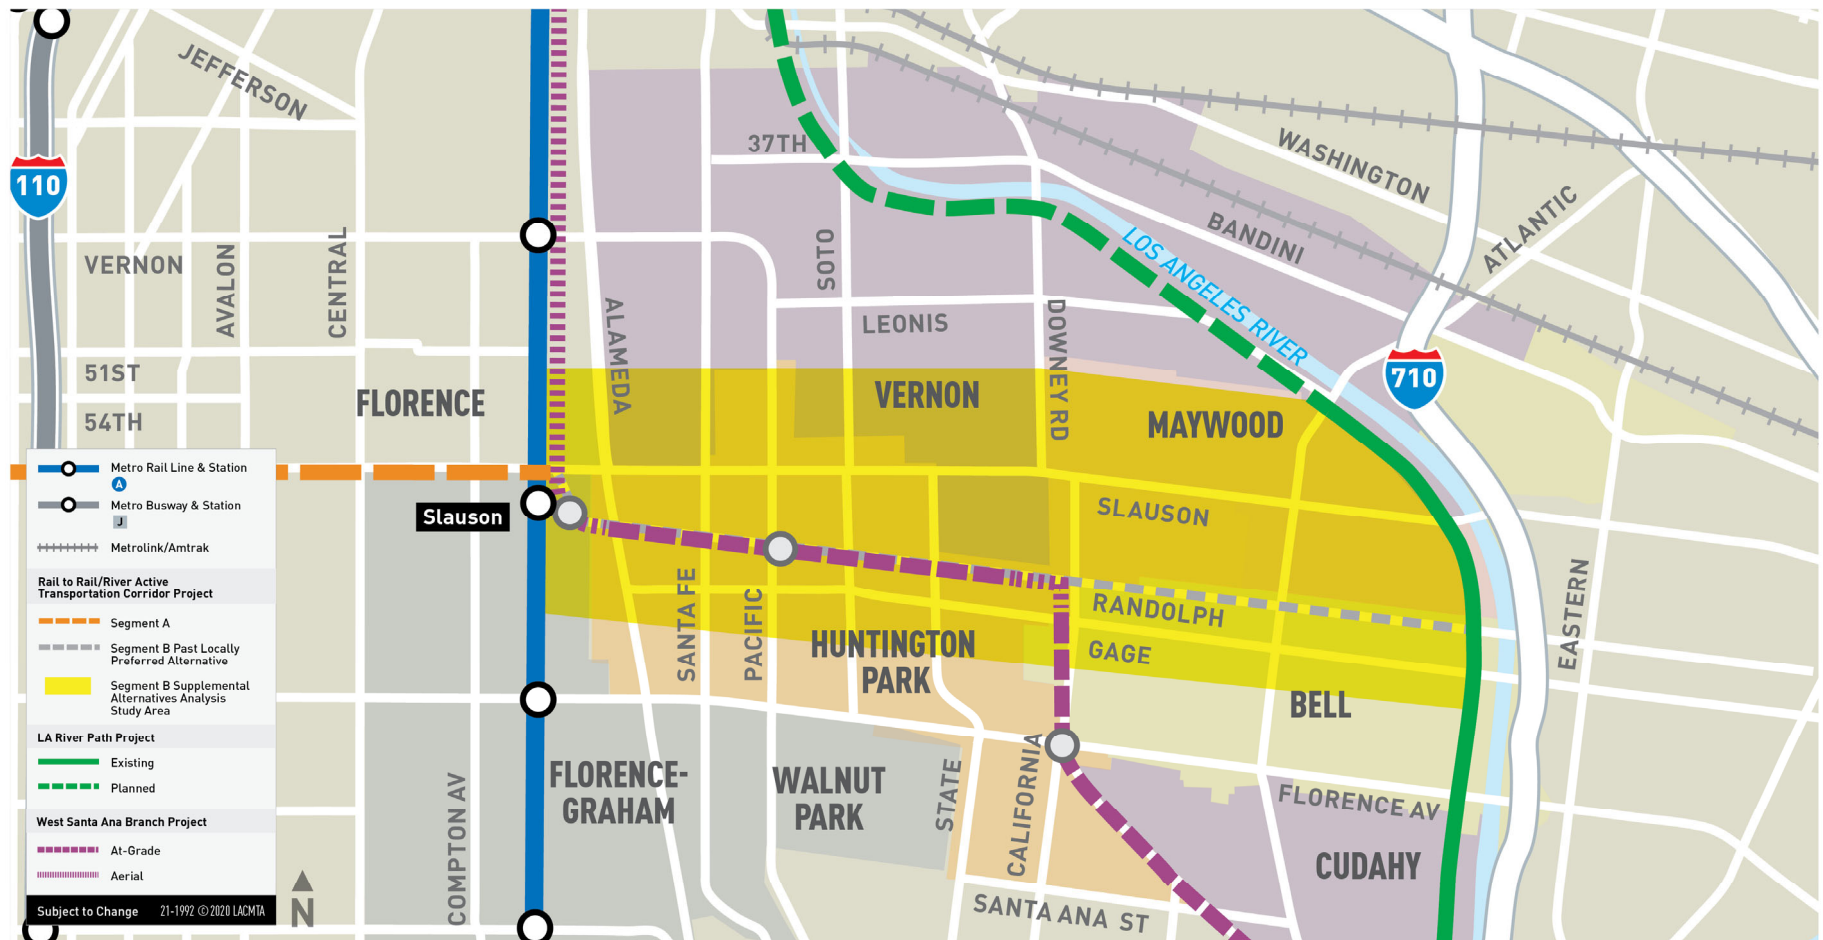 JEFFERSON
37TH
WASHINGTON
110
ATLANTIC
BANDINI
VERNON
AVALON
CENTRAL
SOTO
LOS ANGELES RIVER
ALAMEDA
LEONIS
DOWNEY RD
51ST
710
FLORENCE
VERNON
MAYWOOD
54TH
Slauson
SLAUSON
SANTA FE
PACIFIC
RANDOLPH
EASTERN
HUNTINGTON
PARK
GAGE
BELL
FLORENCE-
GRAHAM
WALNUT
PARK
STATE
CALIFORNIA
FLORENCE AV
COMPTON AV
CUDAHY
SANTA ANA ST
N
Metro Rail Line & Station
A
Metro Busway & Station
J
Metrolink/Amtrak
Rail to Rail/River Active
Transportation Corridor Project
Segment A
Segment B Past Locally
Preferred Alternative
Segment B Supplemental
Alternatives Analysis
Study Area
LA River Path Project
Existing
Planned
West Santa Ana Branch Project
At-Grade
Aerial
Subject to Change 21-1992 © 2020 LACMTA